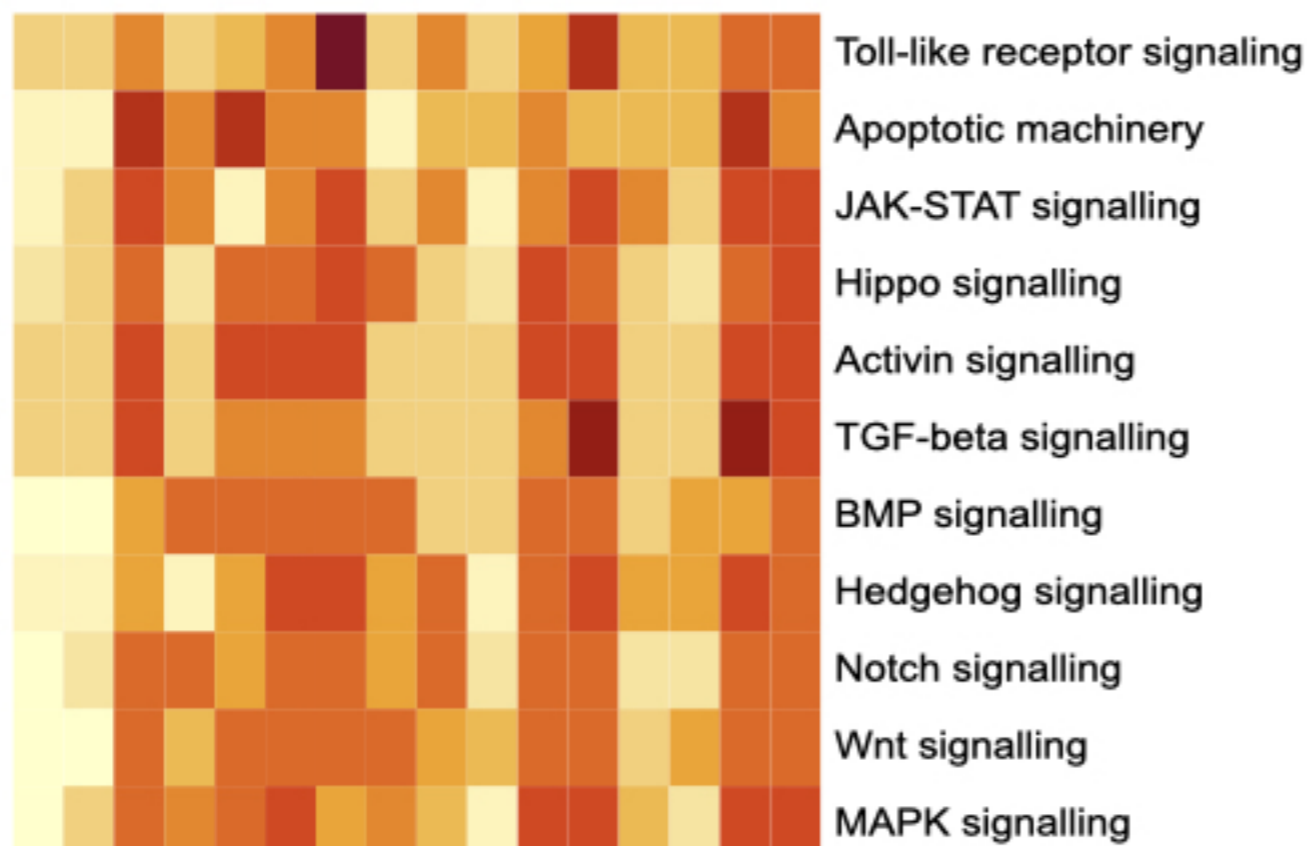 Toll-like receptor signaling
Apoptotic machinery
JAK-STAT signalling
Hippo signalling
Activin signalling
TGF-beta signalling
BMP signalling
Hedgehog signalling
Notch signalling
Wnt signalling
MAPK signalling